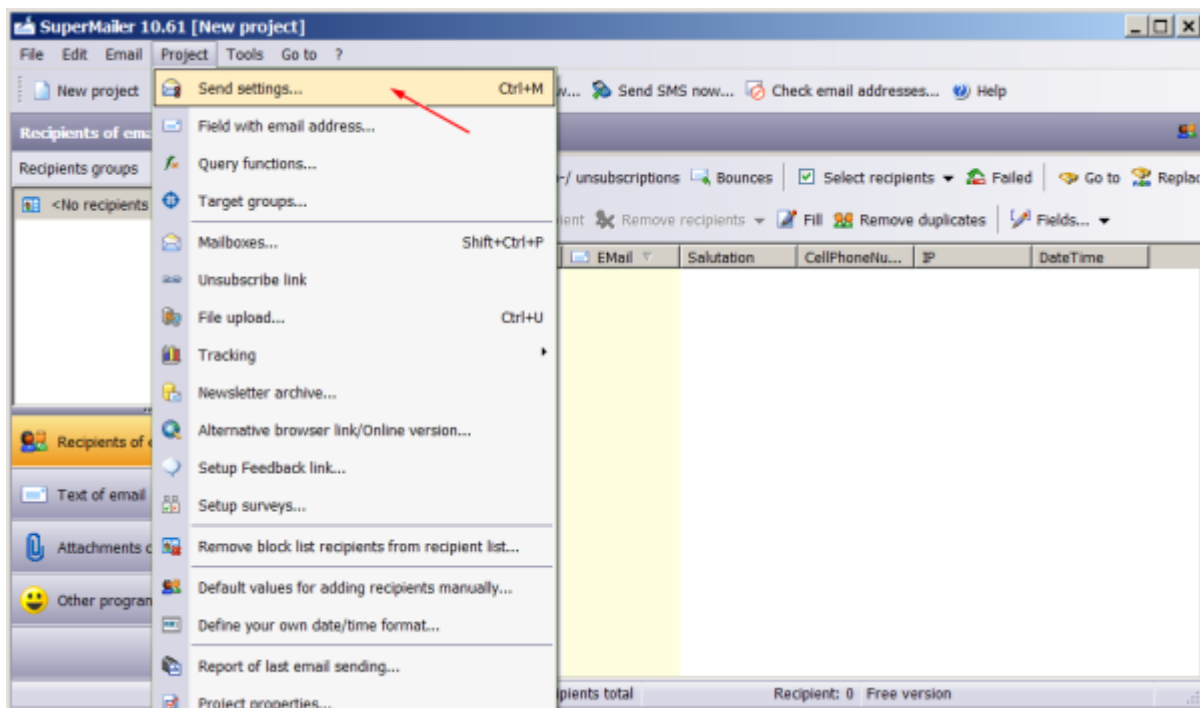 SuperMailer 10.61 [New project]
File Edit Email Project Tools Go to ?
New project
Send settings... Ctrl+M
w... Send SMS now... Check email addresses... Help
Recipients of ema
Field with email address...
Recipients groups
Query functions...
-/ unsubscriptions Bounces Select recipients Failed Go to Replac
<No recipients
Target groups...
ient Remove recipients Fill Remove duplicates Fields...
Mailboxes... Shift+Ctrl+P
EMail Salutation CellPhoneNu... IP DateTime
Unsubscribe link
File upload... Ctrl+U
Tracking
Newsletter archive...
Alternative browser link/Online version...
Recipients of e
Setup Feedback link...
Text of email
Setup surveys...
Attachments o
Remove block list recipients from recipient list...
Default values for adding recipients manually...
Other program
Define your own date/time format...
Report of last email sending...
Project properties...
ipients total Recipient: 0 Free version